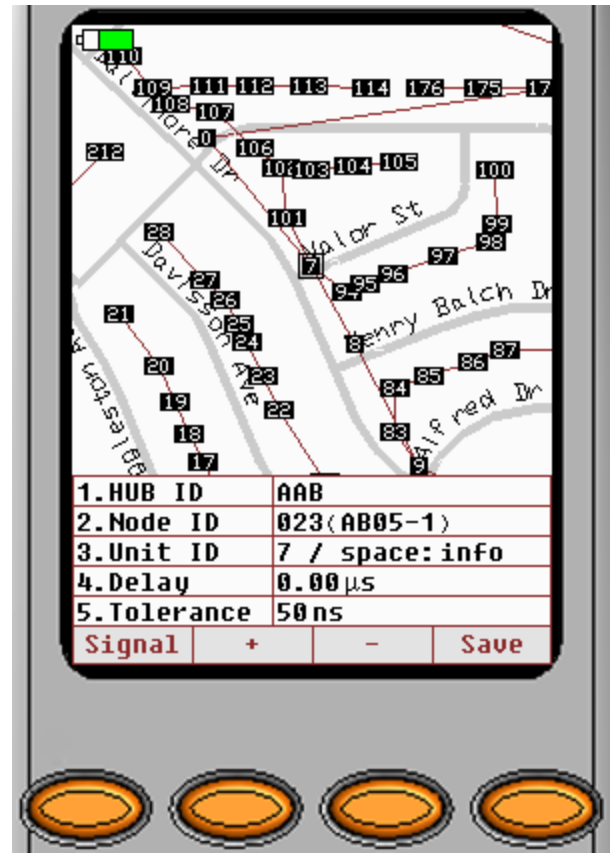 110
109 111 112 113 114 176 175 17
108 107
0
212 106
102 103 104 105 100
101 99
Valor St 98
28 7 97
Davisson Ave 27 94 95 96
26
21 25 8 Henry Balch Dr
24 87
20 23 84 85 86
19 22 Alfred Dr
18 83
17 9
1.HUB ID AAB
2.Node ID 023(AB05-1)
3.Unit ID 7 / space:info
4.Delay 0.00μs
5.Tolerance 50ns
Signal + - Save